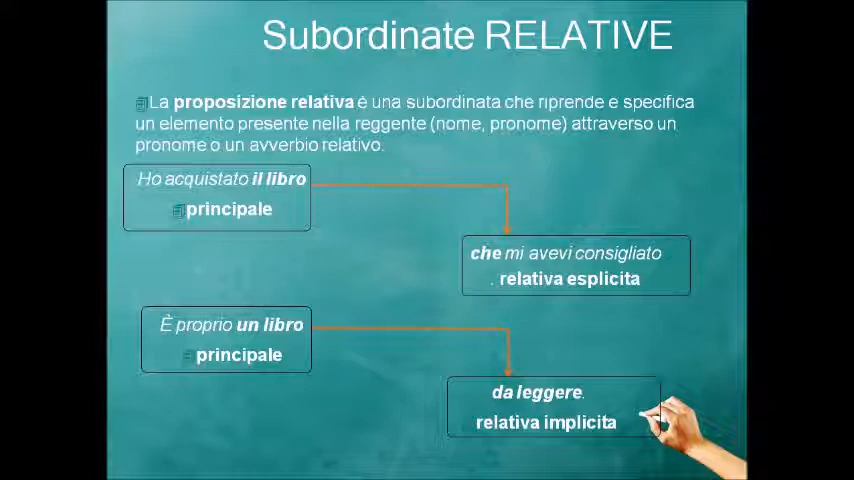 Subordinate RELATIVE
La proposizione relativa è una subordinata che riprende e specifica
un elemento presente nella reggente (nome, pronome) attraverso un
pronome o un avverbio relativo.
Ho acquistato il libro
principale
che mi avevi consigliato
. relativa esplicita
È proprio un libro
principale
da leggere.
relativa implicita